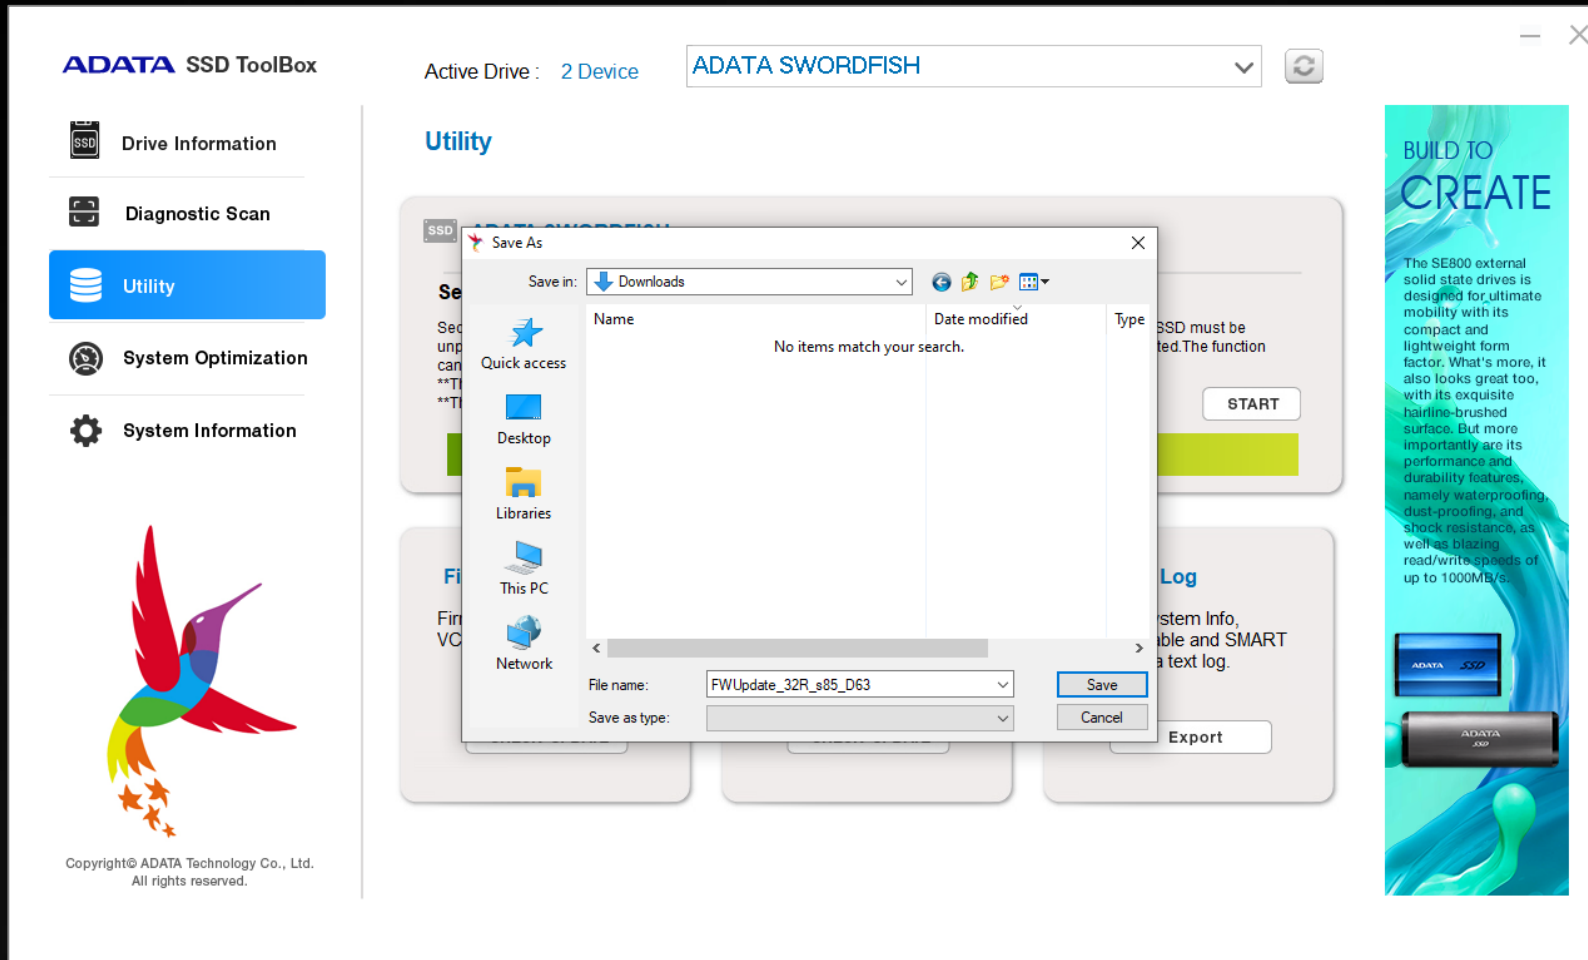 ADATA SSD ToolBox
Active Drive : 2 Device
ADATA SWORDFISH
Drive Information
Diagnostic Scan
Utility
System Optimization
System Information
Copyright© ADATA Technology Co., Ltd.
All rights reserved.
Utility
SSD
Save As
Save in:
Downloads
Name
Date modified
Type
No items match your search.
Quick access
Desktop
Libraries
This PC
Network
File name:
FWUpdate_32R_s85_D63
Save
Save as type:
Cancel
SSD must be
ted.The function
START
Log
stem Info,
ble and SMART
a text log.
Export
BUILD TO
CREATE
The SE800 external
solid state drives is
designed for ultimate
mobility with its
compact and
lightweight form
factor. What's more, it
also looks great too,
with its exquisite
hairline-brushed
surface. But more
importantly are its
performance and
durability features,
namely waterproofing,
dust-proofing, and
shock resistance, as
well as blazing
read/write speeds of
up to 1000MB/s.
ADATA SSD
ADATA
SSD